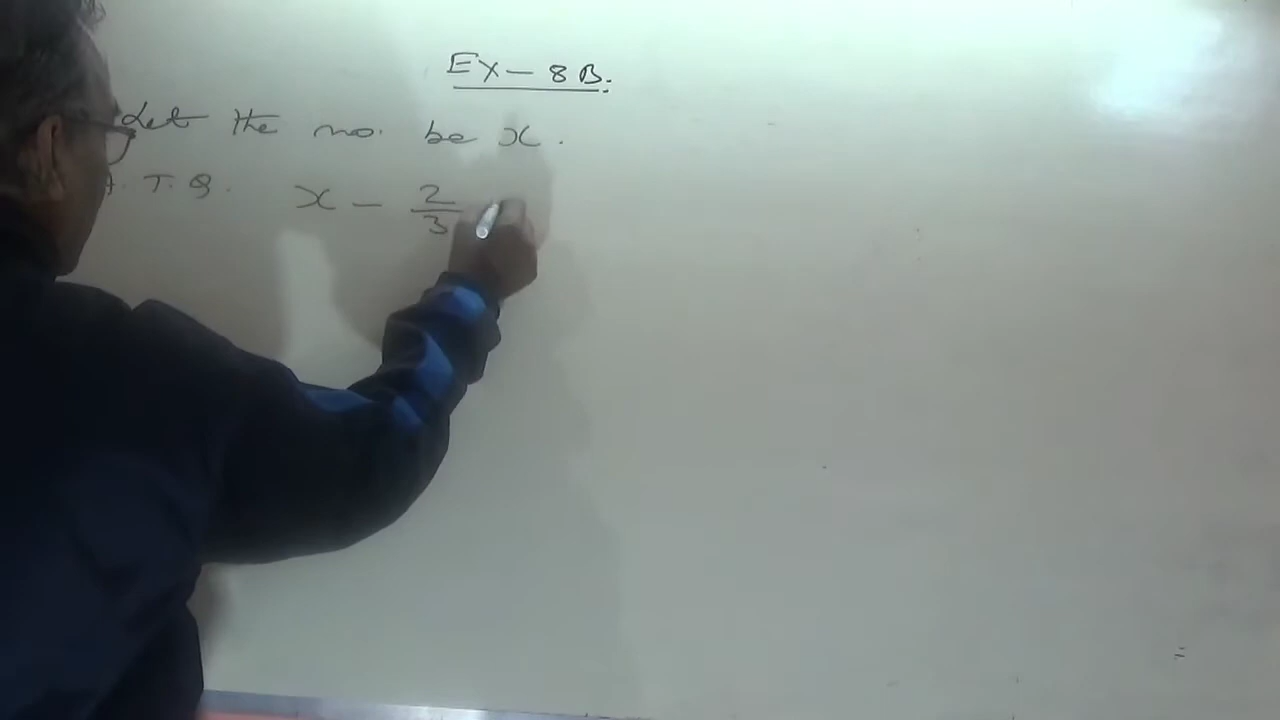 Ex - 8B.
Let the no. be x.
A. T. Q. x - 2/3